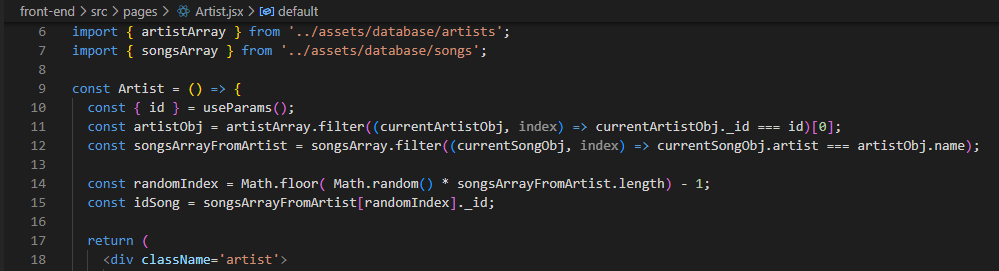 front-end > src > pages > Artist.jsx > default
6 import { artistArray } from '../assets/database/artists';
7 import { songsArray } from '../assets/database/songs';
8
9 const Artist = () => {
10 const { id } = useParams();
11 const artistObj = artistArray.filter((currentArtistObj, index) => currentArtistObj._id === id)[0];
12 const songsArrayFromArtist = songsArray.filter((currentSongObj, index) => currentSongObj.artist === artistObj.name);
13
14 const randomIndex = Math.floor( Math.random() * songsArrayFromArtist.length) - 1;
15 const idSong = songsArrayFromArtist[randomIndex]._id;
16
17 return (
18 <div className='artist'>